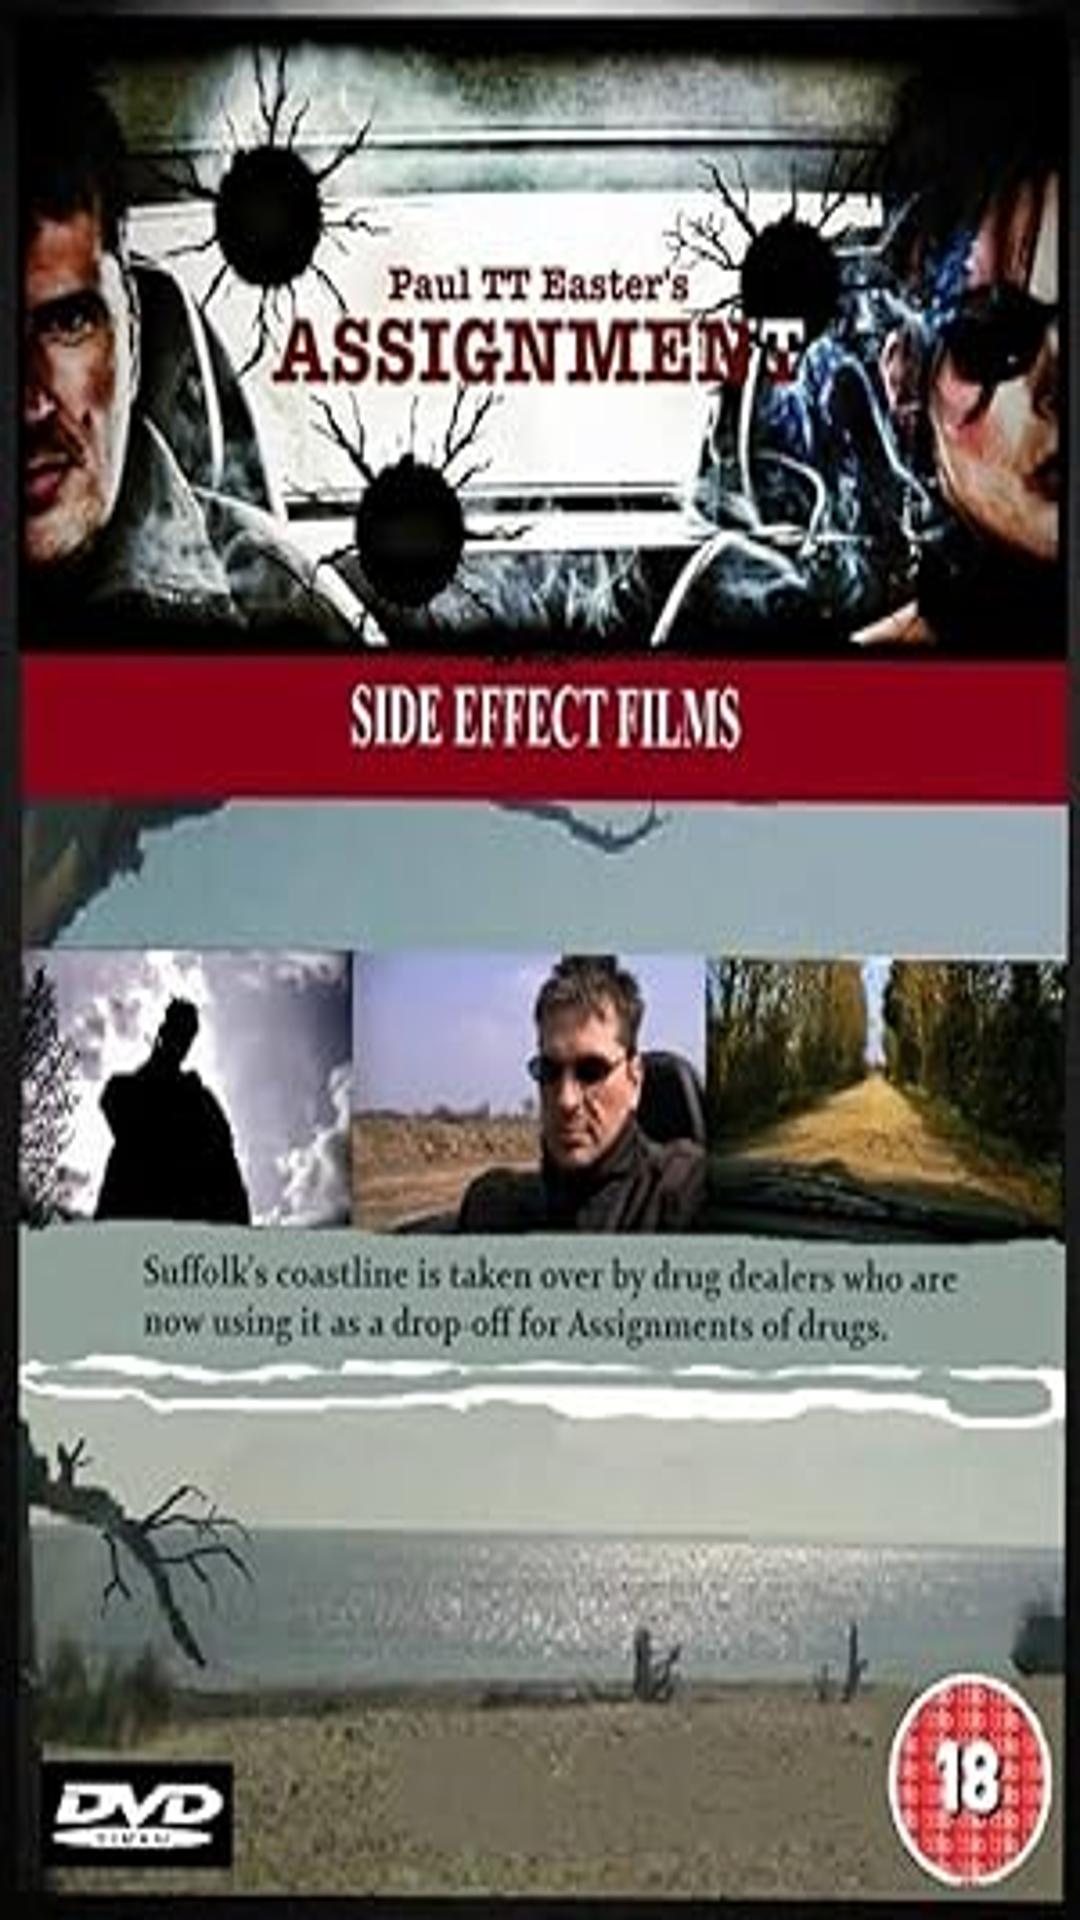 Paul TT Easter's
ASSIGNMENT
SIDE EFFECT FILMS
Suffolk's coastline is taken over by drug dealers who are
now using it as a drop-off for Assignments of drugs.
DVD
18